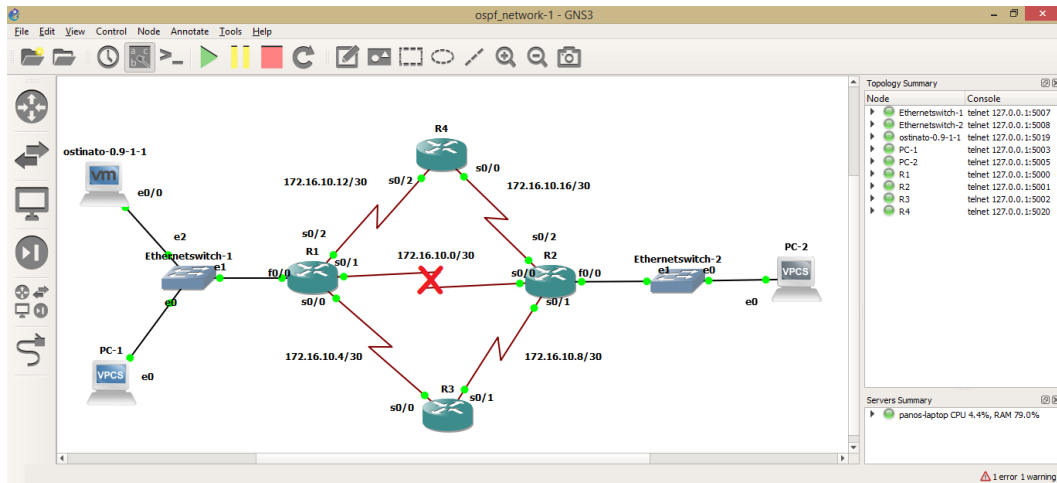 ospf_network-1 - GNS3
File Edit View Control Node Annotate Tools Help
R4
s0/0
s0/2
172.16.10.12/30
172.16.10.16/30
ostinato-0.9-1-1
vm
e0/0
e2
Ethernetswitch-1
e1
e0
PC-1
VPCS
e0
s0/2
R1
f0/0
s0/1
s0/0
172.16.10.0/30
s0/2
R2
s0/0
f0/0
s0/1
Ethernetswitch-2
e1
e0
PC-2
VPCS
e0
172.16.10.4/30
172.16.10.8/30
R3
s0/1
s0/0
Topology Summary
Node Console
Ethernetswitch-1 telnet 127.0.0.1:5007
Ethernetswitch-2 telnet 127.0.0.1:5008
ostinato-0.9-1-1 telnet 127.0.0.1:5019
PC-1 telnet 127.0.0.1:5003
PC-2 telnet 127.0.0.1:5005
R1 telnet 127.0.0.1:5000
R2 telnet 127.0.0.1:5001
R3 telnet 127.0.0.1:5002
R4 telnet 127.0.0.1:5020
Servers Summary
panos-laptop CPU 4.4%, RAM 79.0%
1 error 1 warning